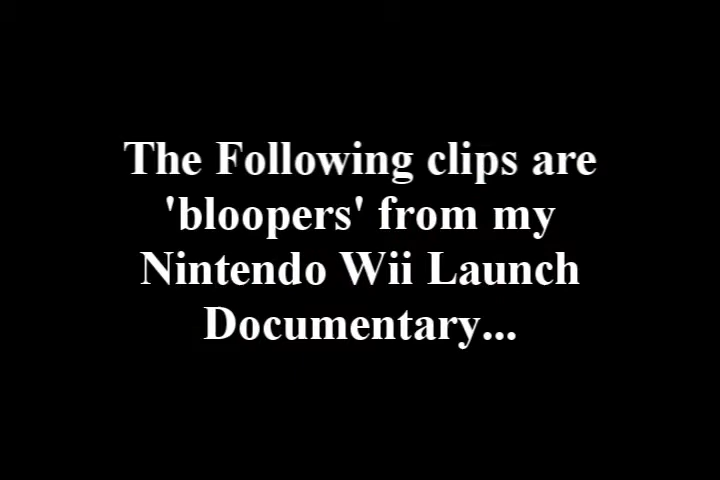 The Following clips are
'bloopers' from my
Nintendo Wii Launch
Documentary...